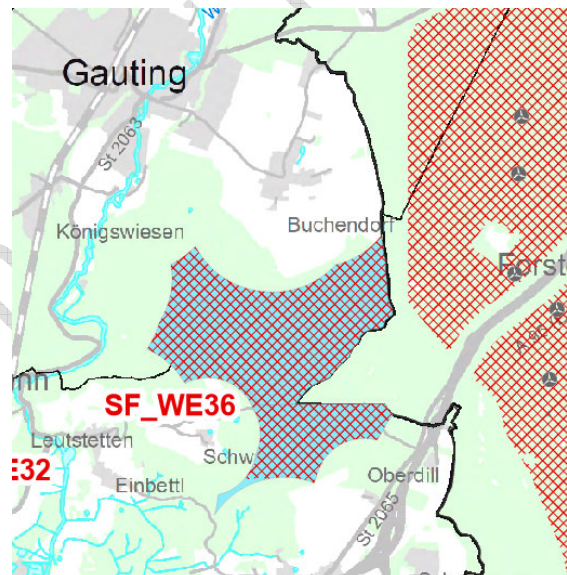 Gauting
St 2063
Königswiesen
Buchendorf
Forst
SF_WE36
Leutstetten
Schw
E32
Einbettl
Oberdill
St 2065